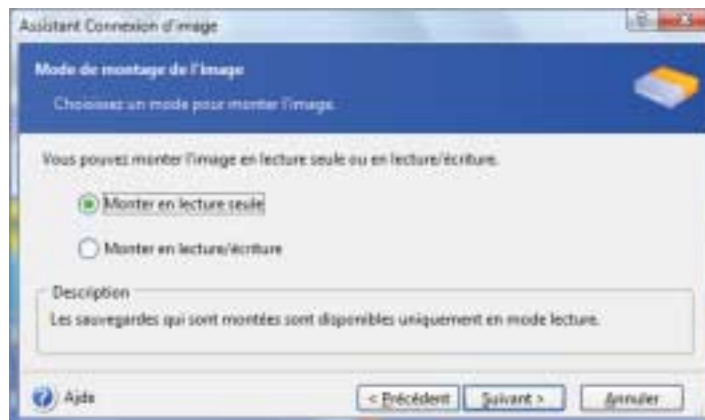 Assistant Connexion d'image
Mode de montage de l'image
Choisissez un mode pour monter l'image.
Vous pouvez monter l'image en lecture seule ou en lecture/écriture.
Monter en lecture seule
Monter en lecture/écriture
Description
Les sauvegardes qui sont montées sont disponibles uniquement en mode lecture.
Aide
< Précédent
Suivant >
Annuler